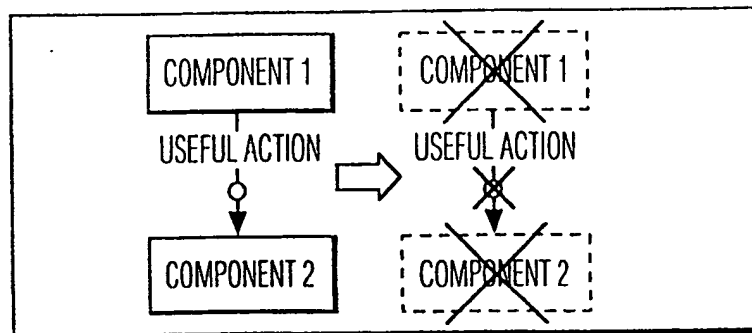 COMPONENT 1
USEFUL ACTION
COMPONENT 2
COMPONENT 1
USEFUL ACTION
COMPONENT 2